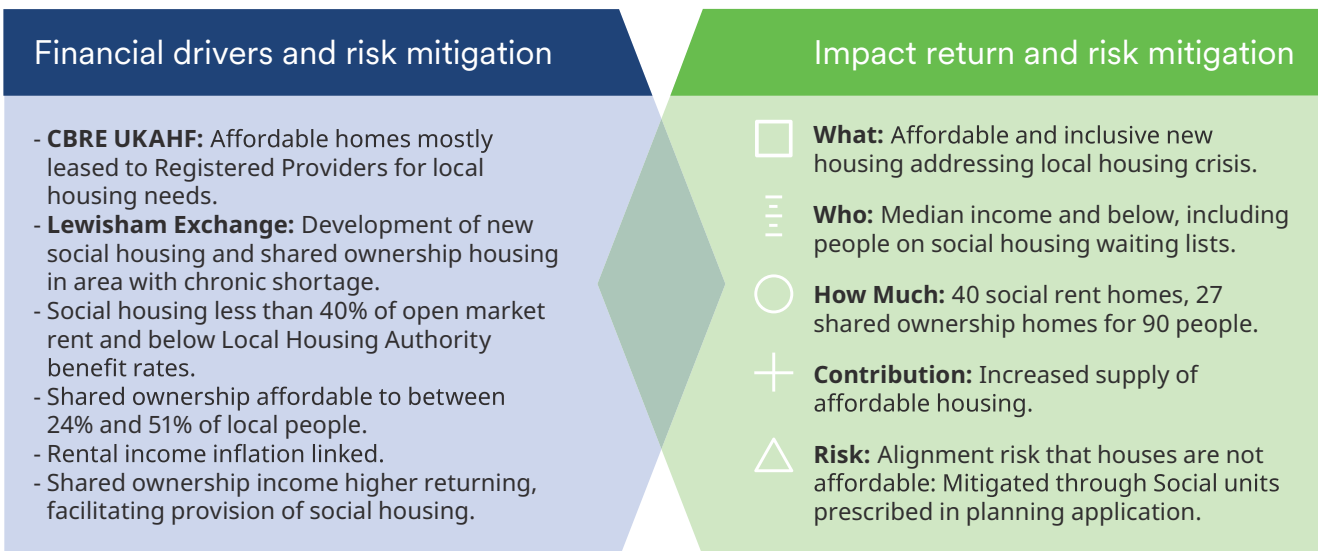 Financial drivers and risk mitigation
- CBRE UKAHF: Affordable homes mostly
leased to Registered Providers for local
housing needs.
- Lewisham Exchange: Development of new
social housing and shared ownership housing
in area with chronic shortage.
- Social housing less than 40% of open market
rent and below Local Housing Authority
benefit rates.
- Shared ownership affordable to between
24% and 51% of local people.
- Rental income inflation linked.
- Shared ownership income higher returning,
facilitating provision of social housing.
Impact return and risk mitigation
What: Affordable and inclusive new
housing addressing local housing crisis.
Who: Median income and below, including
people on social housing waiting lists.
How Much: 40 social rent homes, 27
shared ownership homes for 90 people.
Contribution: Increased supply of
affordable housing.
Risk: Alignment risk that houses are not
affordable: Mitigated through Social units
prescribed in planning application.